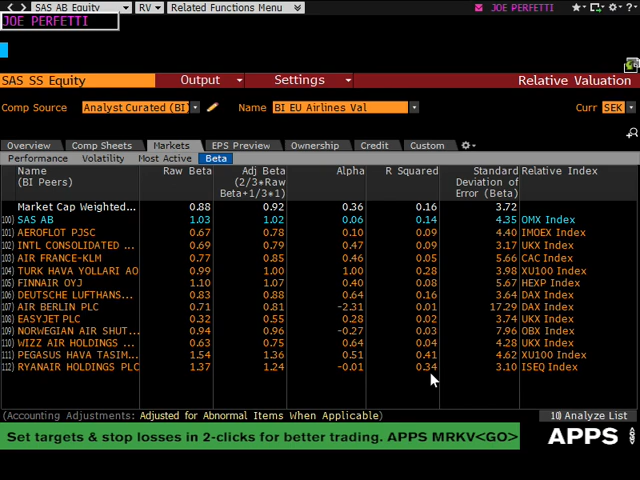 < > SAS AB Equity RV Related Functions Menu JOE PERFETTI
JOE PERFETTI
SAS SS Equity Output Settings Relative Valuation
Comp Source Analyst Curated (BI) Name BI EU Airlines Val Curr SEK
Overview Comp Sheets Markets EPS Preview Ownership Credit Custom
Performance Volatility Most Active Beta
Name (BI Peers) Raw Beta Adj Beta (2/3*Raw Beta+1/3*1) Alpha R Squared Standard Deviation of Error (Beta) Relative Index
Market Cap Weighted... 0.88 0.92 0.36 0.16 3.72
100) SAS AB 1.03 1.02 0.06 0.14 4.35 OMX Index
101) AEROFLOT PJSC 0.67 0.78 0.10 0.09 4.40 IMOEX Index
102) INTL CONSOLIDATED ... 0.69 0.79 0.47 0.09 3.17 UKX Index
103) AIR FRANCE-KLM 0.77 0.85 0.46 0.05 5.66 CAC Index
104) TURK HAVA YOLLARI AO 0.99 1.00 1.00 0.28 3.98 XU100 Index
105) FINNAIR OYJ 1.10 1.07 0.40 0.08 5.67 HEXP Index
106) DEUTSCHE LUFTHANS... 0.83 0.88 0.64 0.16 3.64 DAX Index
107) AIR BERLIN PLC 0.71 0.81 -2.31 0.01 17.29 DAX Index
108) EASYJET PLC 0.32 0.55 0.28 0.02 3.74 UKX Index
109) NORWEGIAN AIR SHUT... 0.94 0.96 -0.27 0.03 7.96 OBX Index
110) WIZZ AIR HOLDINGS ... 0.63 0.75 0.64 0.04 4.28 UKX Index
111) PEGASUS HAVA TASIM... 1.54 1.36 0.51 0.41 4.62 XU100 Index
112) RYANAIR HOLDINGS PLC 1.37 1.24 -0.01 0.34 3.10 ISEQ Index
(Accounting Adjustments: Adjusted for Abnormal Items When Applicable) 10) Analyze List
Set targets & stop losses in 2-clicks for better trading. APPS MRKV<GO> APPS